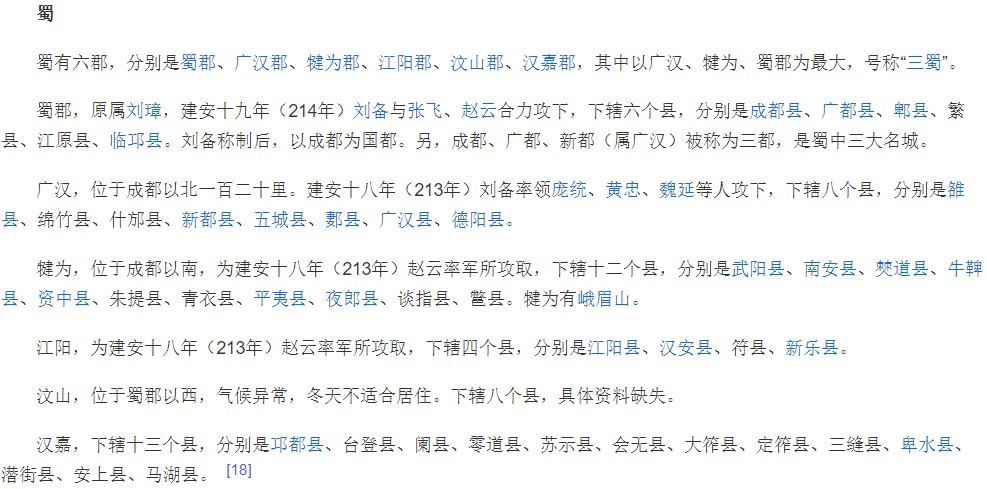 蜀
蜀有六郡，分别是蜀郡、广汉郡、犍为郡、江阳郡、汶山郡、汉嘉郡，其中以广汉、犍为、蜀郡为最大，号称“三蜀”。
蜀郡，原属刘璋，建安十九年（214年）刘备与张飞、赵云合力攻下，下辖六个县，分别是成都县、广都县、郫县、繁
县、江原县、临邛县。刘备称制后，以成都为国都。另，成都、广都、新都（属广汉）被称为三都，是蜀中三大名城。
广汉，位于成都以北一百二十里。建安十八年（213年）刘备率领庞统、黄忠、魏延等人攻下，下辖八个县，分别是雒
县、绵竹县、什邡县、新都县、五城县、郪县、广汉县、德阳县。
犍为，位于成都以南，为建安十八年（213年）赵云率军所攻取，下辖十二个县，分别是武阳县、南安县、僰道县、牛鞞
县、资中县、朱提县、青衣县、平夷县、夜郎县、谈指县、鳖县。犍为有峨眉山。
江阳，为建安十八年（213年）赵云率军所攻取，下辖四个县，分别是江阳县、汉安县、符县、新乐县。
汶山，位于蜀郡以西，气候异常，冬天不适合居住。下辖八个县，具体资料缺失。
汉嘉，下辖十三个县，分别是邛都县、台登县、阑县、零道县、苏示县、会无县、大筰县、定筰县、三缝县、卑水县、
潜街县、安上县、马湖县。 [18]